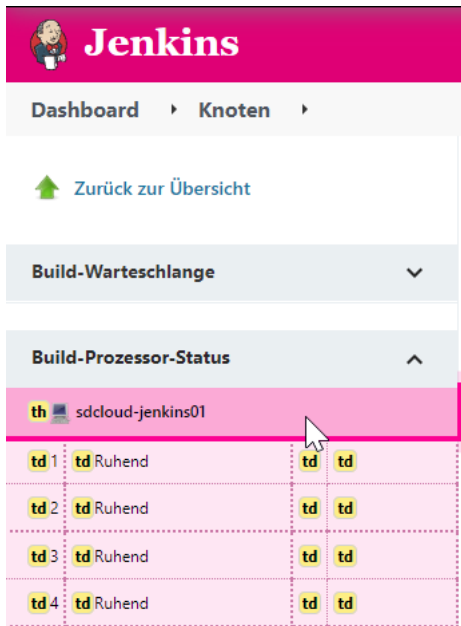 Jenkins
Dashboard Knoten
Zurück zur Übersicht
Build-Warteschlange
Build-Prozessor-Status
th sdcloud-jenkins01
td 1 td Ruhend td td
td 2 td Ruhend td td
td 3 td Ruhend td td
td 4 td Ruhend td td